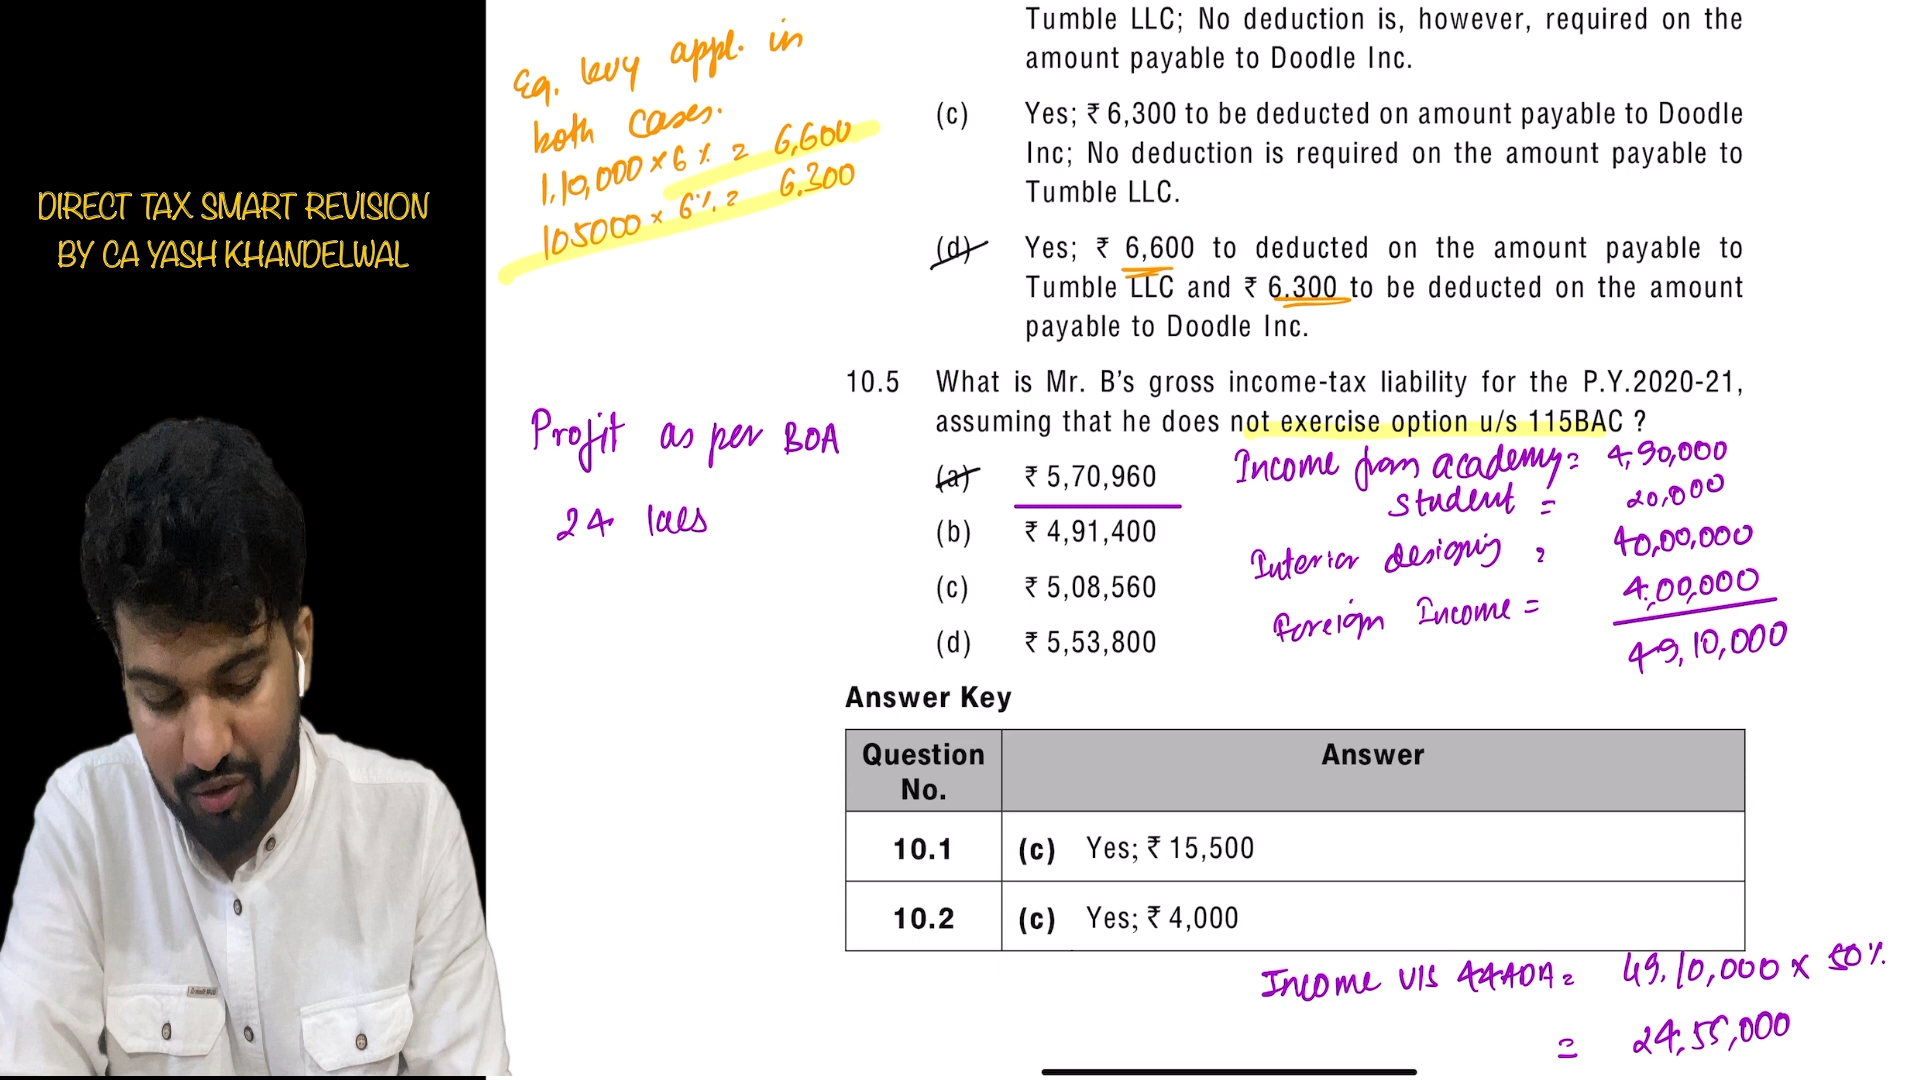 DIRECT TAX SMART REVISION
BY CA YASH KHANDELWAL
Eq. levy appl. in
both cases.
1,10,000 × 6% = 6,600
105000 × 6% = 6,300
Tumble LLC; No deduction is, however, required on the
amount payable to Doodle Inc.
(c) Yes; ₹ 6,300 to be deducted on amount payable to Doodle
Inc; No deduction is required on the amount payable to
Tumble LLC.
(d) Yes; ₹ 6,600 to deducted on the amount payable to
Tumble LLC and ₹ 6,300 to be deducted on the amount
payable to Doodle Inc.
10.5 What is Mr. B's gross income-tax liability for the P.Y.2020-21,
assuming that he does not exercise option u/s 115BAC ?
Profit as per BOA
24 lacs
(a) ₹ 5,70,960
(b) ₹ 4,91,400
(c) ₹ 5,08,560
(d) ₹ 5,53,800
Income from academy = 4,90,000
Student = 20,000
Interior designing = 40,00,000
Foreign Income = 4,00,000
49,10,000
Answer Key
Question No. Answer
10.1 (c) Yes; ₹ 15,500
10.2 (c) Yes; ₹ 4,000
Income U/S 44ADA = 49,10,000 × 50%
= 24,55,000